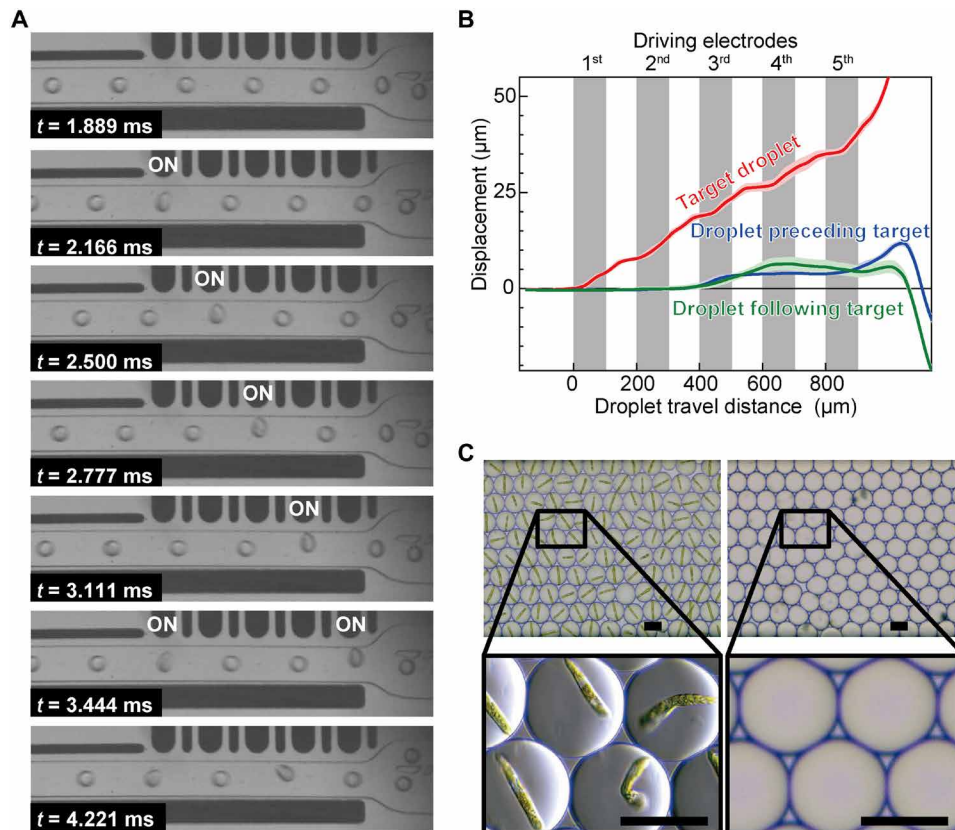 A
t = 1.889 ms
ON
t = 2.166 ms
ON
t = 2.500 ms
ON
t = 2.777 ms
ON
t = 3.111 ms
ON
ON
t = 3.444 ms
t = 4.221 ms
B
Driving electrodes
1st 2nd 3rd 4th 5th
50
25
0
Displacement (µm)
Target droplet
Droplet preceding target
Droplet following target
0 200 400 600 800
Droplet travel distance (µm)
C